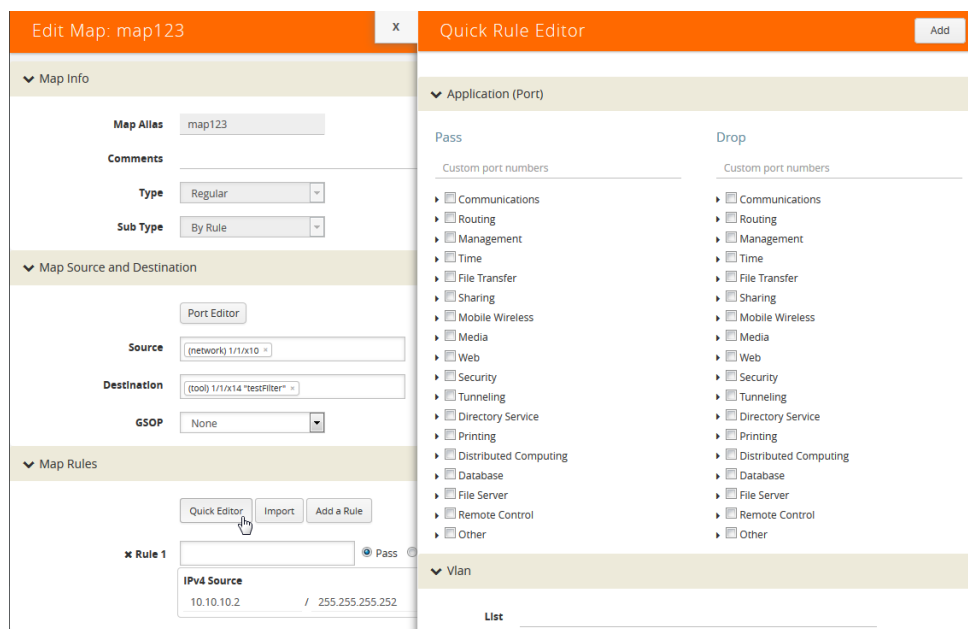 Edit Map: map123
x
Map Info
Map Alias map123
Comments
Type Regular
Sub Type By Rule
Map Source and Destination
Port Editor
Source (network) 1/1/x10 ×
Destination (tool) 1/1/x14 "testFilter" ×
GSOP None
Map Rules
Quick Editor Import Add a Rule
× Rule 1 Pass
IPv4 Source
10.10.10.2 / 255.255.255.252
Quick Rule Editor
Add
Application (Port)
Pass
Custom port numbers
Communications
Routing
Management
Time
File Transfer
Sharing
Mobile Wireless
Media
Web
Security
Tunneling
Directory Service
Printing
Distributed Computing
Database
File Server
Remote Control
Other
Drop
Custom port numbers
Communications
Routing
Management
Time
File Transfer
Sharing
Mobile Wireless
Media
Web
Security
Tunneling
Directory Service
Printing
Distributed Computing
Database
File Server
Remote Control
Other
Vlan
List